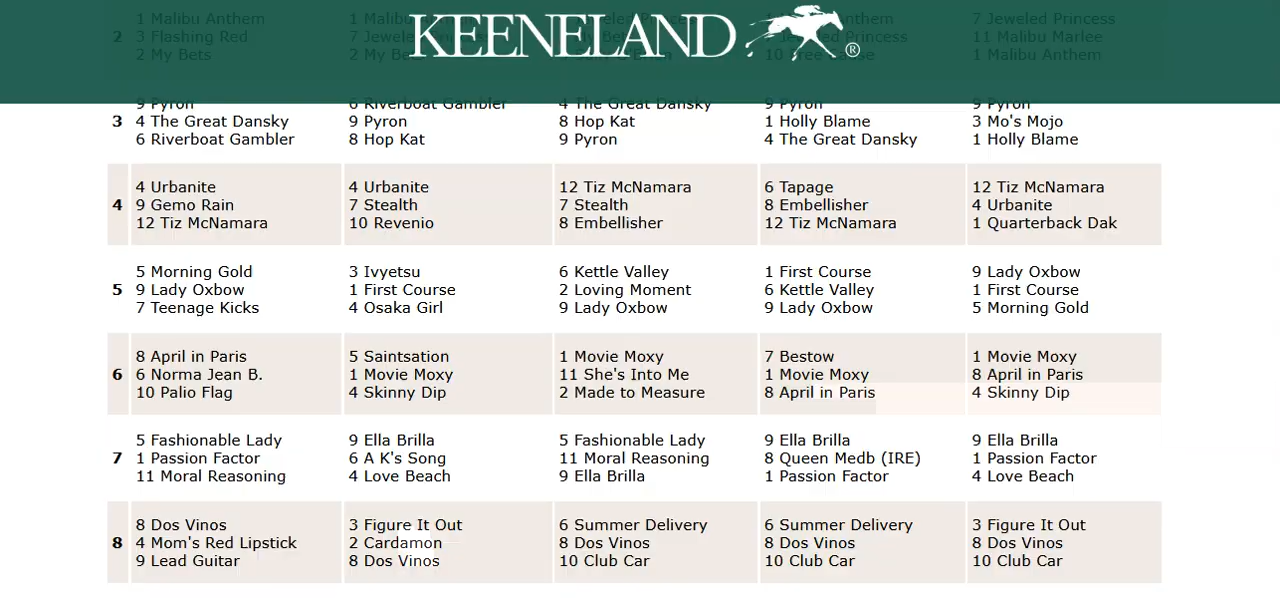 1 Malibu Anthem 1 Malibu 7 Jeweled Princess
KEENELAND ®
2 3 Flashing Red 7 Jewele 11 Malibu Marlee
2 My Bets 2 My Bets 1 Malibu Anthem
9 Pyron 6 Riverboat Gambler 4 The Great Dansky 9 Pyron 9 Pyron
3 4 The Great Dansky 9 Pyron 8 Hop Kat 1 Holly Blame 3 Mo's Mojo
6 Riverboat Gambler 8 Hop Kat 9 Pyron 4 The Great Dansky 1 Holly Blame
4 Urbanite 4 Urbanite 12 Tiz McNamara 6 Tapage 12 Tiz McNamara
4 9 Gemo Rain 7 Stealth 7 Stealth 8 Embellisher 4 Urbanite
12 Tiz McNamara 10 Revenio 8 Embellisher 12 Tiz McNamara 1 Quarterback Dak
5 Morning Gold 3 Ivyetsu 6 Kettle Valley 1 First Course 9 Lady Oxbow
5 9 Lady Oxbow 1 First Course 2 Loving Moment 6 Kettle Valley 1 First Course
7 Teenage Kicks 4 Osaka Girl 9 Lady Oxbow 9 Lady Oxbow 5 Morning Gold
8 April in Paris 5 Saintsation 1 Movie Moxy 7 Bestow 1 Movie Moxy
6 6 Norma Jean B. 1 Movie Moxy 11 She's Into Me 1 Movie Moxy 8 April in Paris
10 Palio Flag 4 Skinny Dip 2 Made to Measure 8 April in Paris 4 Skinny Dip
5 Fashionable Lady 9 Ella Brilla 5 Fashionable Lady 9 Ella Brilla 9 Ella Brilla
7 1 Passion Factor 6 A K's Song 11 Moral Reasoning 8 Queen Medb (IRE) 1 Passion Factor
11 Moral Reasoning 4 Love Beach 9 Ella Brilla 1 Passion Factor 4 Love Beach
8 Dos Vinos 3 Figure It Out 6 Summer Delivery 6 Summer Delivery 3 Figure It Out
8 4 Mom's Red Lipstick 2 Cardamon 8 Dos Vinos 8 Dos Vinos 8 Dos Vinos
9 Lead Guitar 8 Dos Vinos 10 Club Car 10 Club Car 10 Club Car